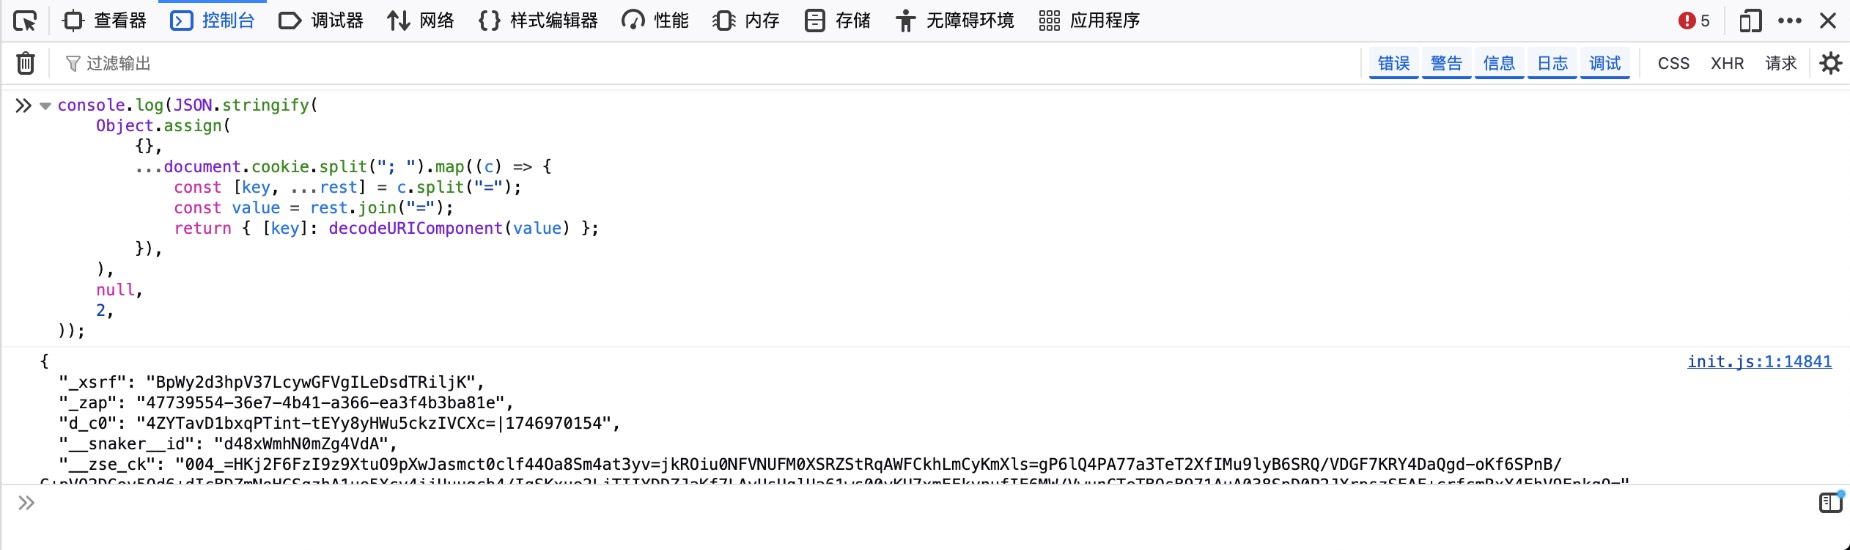 查看器 控制台 调试器 网络 样式编辑器 性能 内存 存储 无障碍环境 应用程序 5
过滤输出 错误 警告 信息 日志 调试 CSS XHR 请求
console.log(JSON.stringify(
Object.assign(
{},
...document.cookie.split("; ").map((c) => {
const [key, ...rest] = c.split("=");
const value = rest.join("=");
return { [key]: decodeURIComponent(value) };
}),
),
null,
2,
));
{ init.js:1:14841
"_xsrf": "BpWy2d3hpV37LcywGFVgILeDsdTRiljK",
"_zap": "47739554-36e7-4b41-a366-ea3f4b3ba81e",
"d_c0": "4ZYTavD1bxqPTint-tEYy8yHWu5ckzIVCXc=|1746970154",
"__snaker__id": "d48xWmhN0mZg4VdA",
"__zse_ck": "004_=HKj2F6FzI9z9XtuO9pXwJasmct0clf44Oa8Sm4at3yv=jkROiu0NFVNUFM0XSRZStRqAWFCkhLmCyKmXls=gP6lQ4PA77a3TeT2XfIMu9lyB6SRQ/VDGF7KRY4DaQgd-oKf6SPnB/